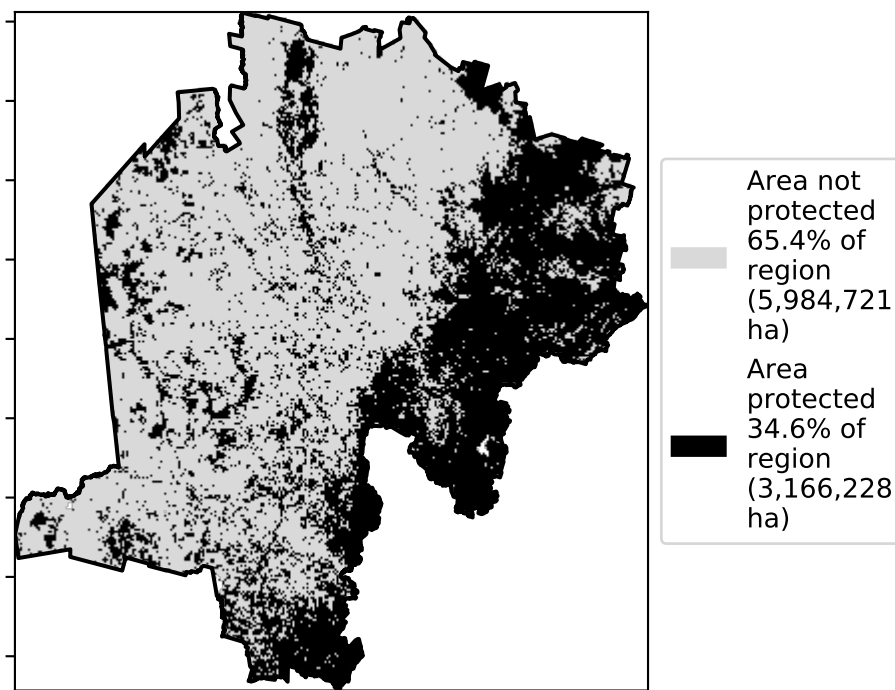 Area not
protected
65.4% of
region
(5,984,721
ha)
Area
protected
34.6% of
region
(3,166,228
ha)